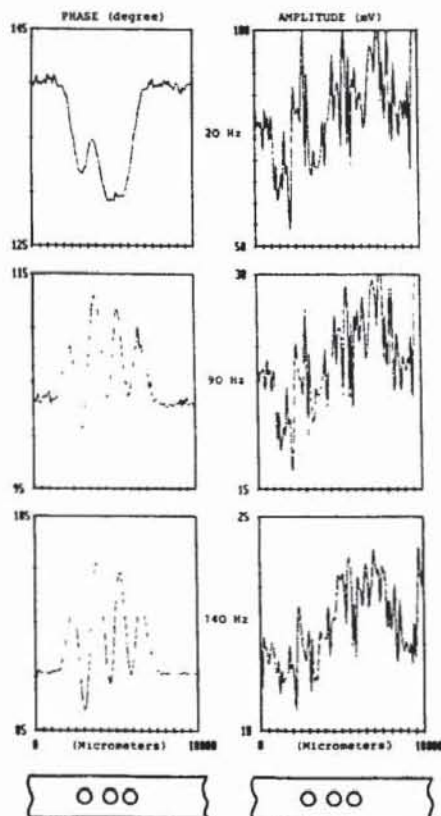 PHASE (degree)
AMPLITUDE (mV)
145
100
20 Hz
125
50
115
30
90 Hz
95
15
105
25
140 Hz
85
10
0
10000
0
10000
(Micrometers)
(Micrometers)